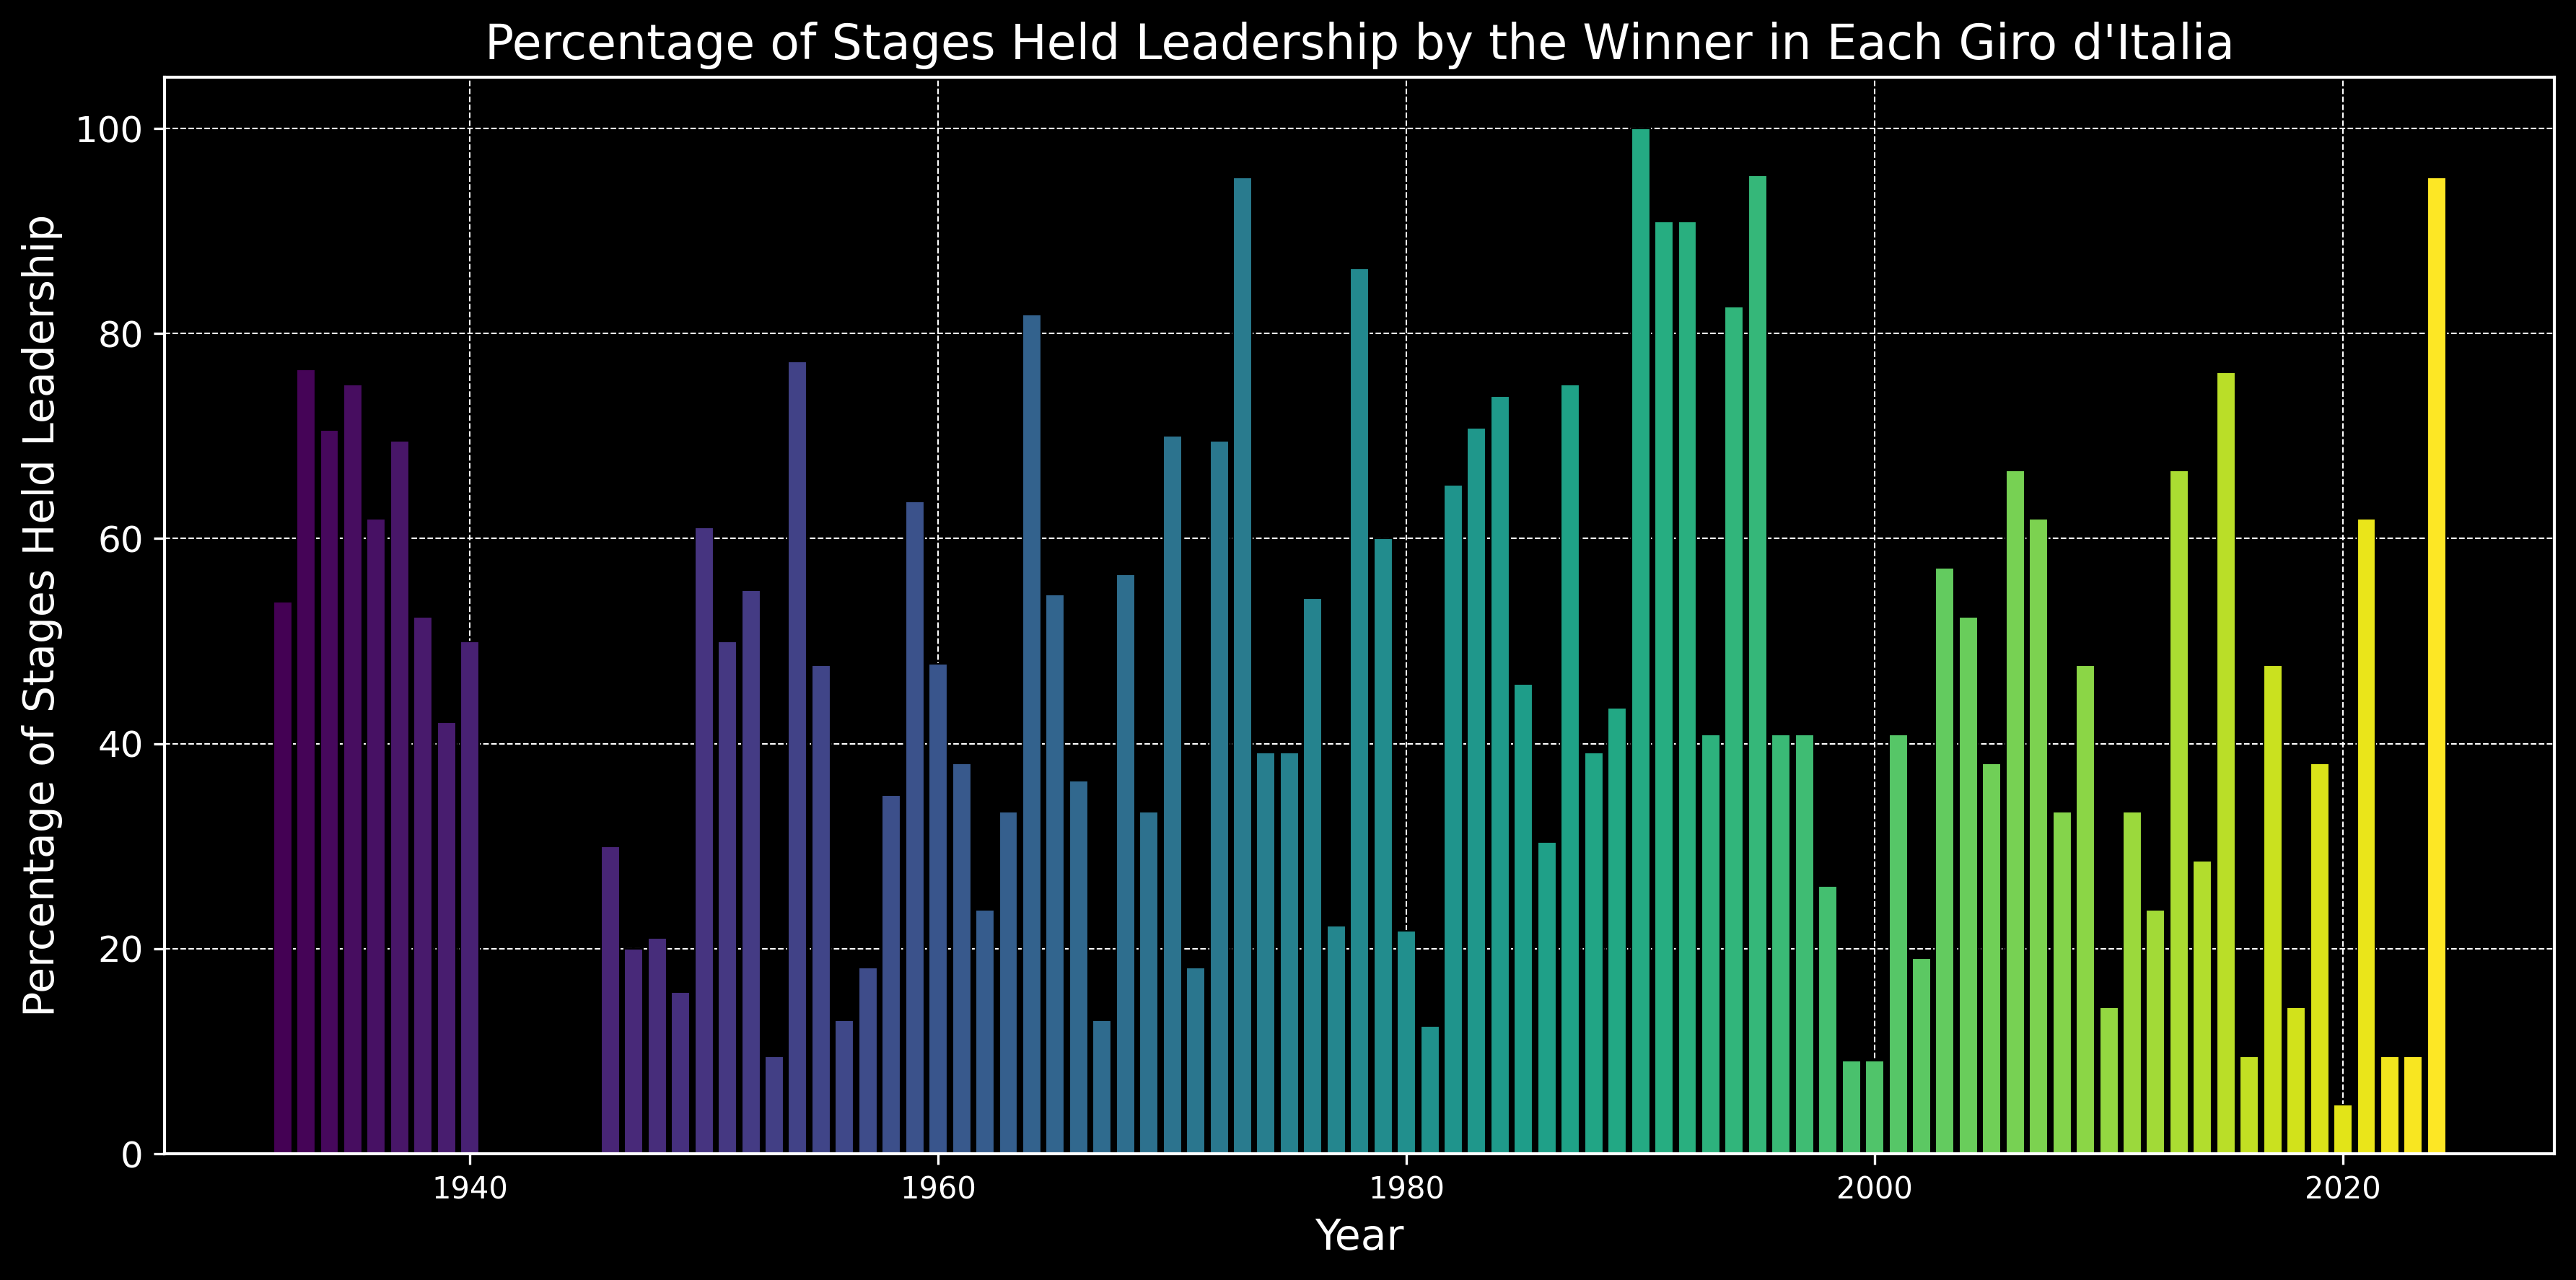 Percentage of Stages Held Leadership by the Winner in Each Giro d'Italia
Percentage of Stages Held Leadership
100
80
60
40
20
0
1940 1960 1980 2000 2020
Year